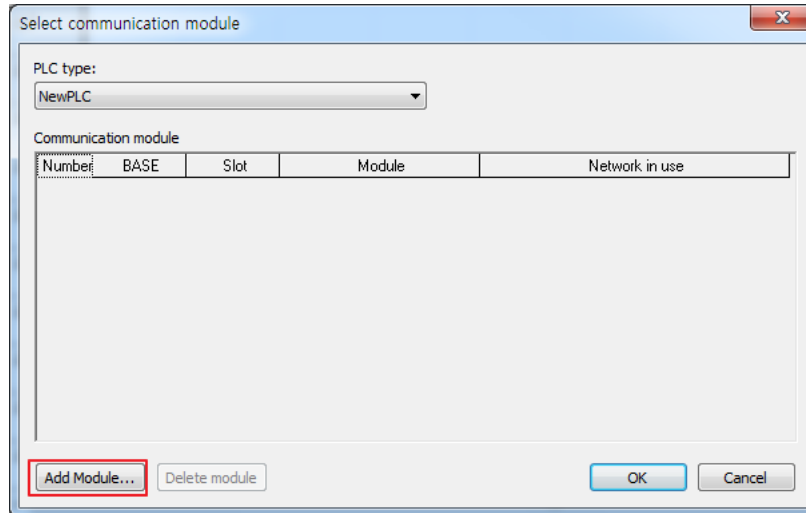 Select communication module
PLC type:
NewPLC
Communication module
Number BASE Slot Module Network in use
Add Module... Delete module OK Cancel